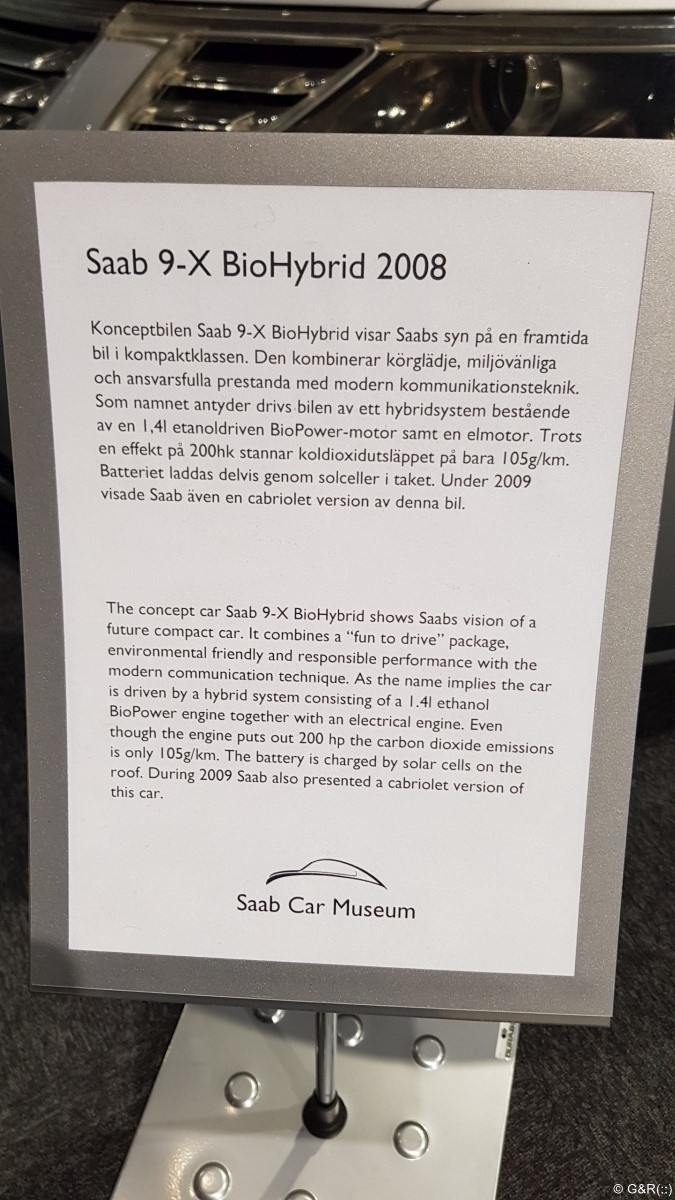 Saab 9-X BioHybrid 2008
Konceptbilen Saab 9-X BioHybrid visar Saabs syn på en framtida
bil i kompaktklassen. Den kombinerar körglädje, miljövänliga
och ansvarsfulla prestanda med modern kommunikationsteknik.
Som namnet antyder drivs bilen av ett hybridsystem bestående
av en 1,4l etanoldriven BioPower-motor samt en elmotor. Trots
en effekt på 200hk stannar koldioxidutsläppet på bara 105g/km.
Batteriet laddas delvis genom solceller i taket. Under 2009
visade Saab även en cabriolet version av denna bil.
The concept car Saab 9-X BioHybrid shows Saabs vision of a
future compact car. It combines a “fun to drive” package,
environmental friendly and responsible performance with the
modern communication technique. As the name implies the car
is driven by a hybrid system consisting of a 1.4l ethanol
BioPower engine together with an electrical engine. Even
though the engine puts out 200 hp the carbon dioxide emissions
is only 105g/km. The battery is charged by solar cells on the
roof. During 2009 Saab also presented a cabriolet version of
this car.
Saab Car Museum
© G&R(::)